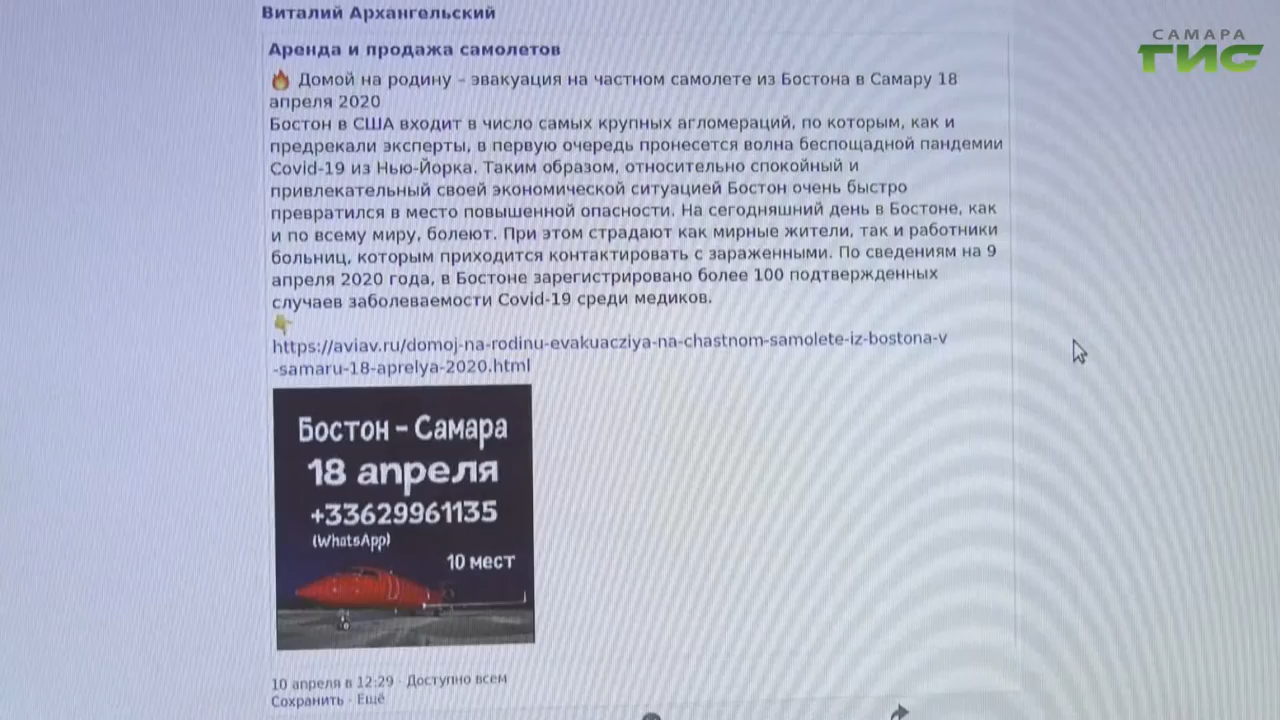 Виталий Архангельский
САМАРА
ГИС
Аренда и продажа самолетов
Домой на родину – эвакуация на частном самолете из Бостона в Самару 18
апреля 2020
Бостон в США входит в число самых крупных агломераций, по которым, как и
предрекали эксперты, в первую очередь пронесется волна беспощадной пандемии
Covid-19 из Нью-Йорка. Таким образом, относительно спокойный и
привлекательный своей экономической ситуацией Бостон очень быстро
превратился в место повышенной опасности. На сегодняшний день в Бостоне, как
и по всему миру, болеют. При этом страдают как мирные жители, так и работники
больниц, которым приходится контактировать с зараженными. По сведениям на 9
апреля 2020 года, в Бостоне зарегистрировано более 100 подтвержденных
случаев заболеваемости Covid-19 среди медиков.
https://aviav.ru/domoj-na-rodinu-evakuacziya-na-chastnom-samolete-iz-bostona-v
-samaru-18-aprelya-2020.html
Бостон – Самара
18 апреля
+33629961135
(WhatsApp)
10 мест
10 апреля в 12:29 · Доступно всем
Сохранить · Ещё